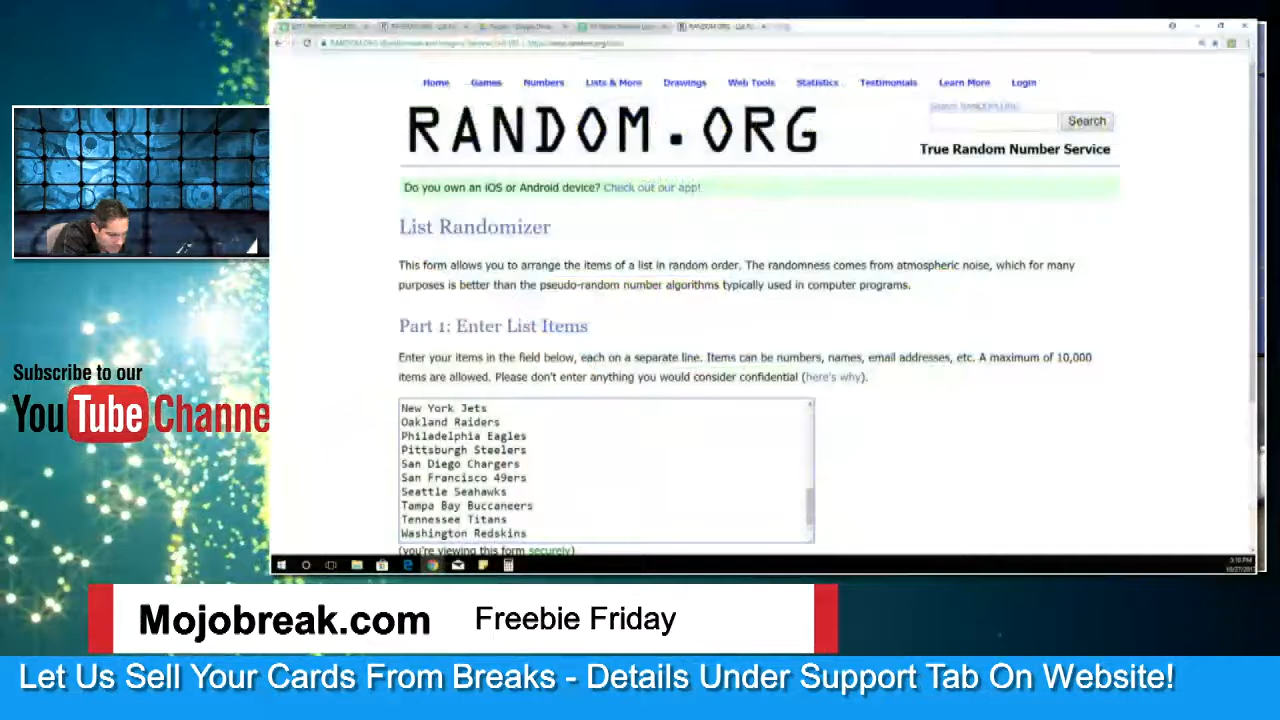 Home Games Numbers Lists & More Drawings Web Tools Statistics Testimonials Learn More Login
RANDOM.ORG
Search RANDOM.ORG
Search
True Random Number Service
Do you own an iOS or Android device? Check out our app!
List Randomizer
This form allows you to arrange the items of a list in random order. The randomness comes from atmospheric noise, which for many
purposes is better than the pseudo-random number algorithms typically used in computer programs.
Part 1: Enter List Items
Enter your items in the field below, each on a separate line. Items can be numbers, names, email addresses, etc. A maximum of 10,000
items are allowed. Please don't enter anything you would consider confidential (here's why).
New York Jets
Oakland Raiders
Philadelphia Eagles
Pittsburgh Steelers
San Diego Chargers
San Francisco 49ers
Seattle Seahawks
Tampa Bay Buccaneers
Tennessee Titans
Washington Redskins
(you're viewing this form securely)
Subscribe to our
YouTube Channe
Mojobreak.com Freebie Friday
Let Us Sell Your Cards From Breaks - Details Under Support Tab On Website!